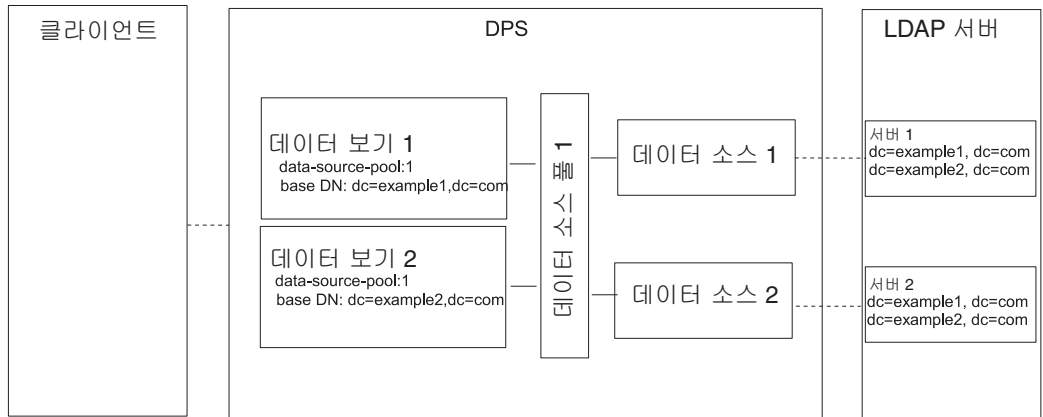 클라이언트
DPS
LDAP 서버
데이터 보기 1
data-source-pool:1
base DN: dc=example1,dc=com
데이터 보기 2
data-source-pool:1
base DN: dc=example2,dc=com
데이터 소스 풀 1
데이터 소스 1
데이터 소스 2
서버 1
dc=example1, dc=com
dc=example2, dc=com
서버 2
dc=example1, dc=com
dc=example2, dc=com